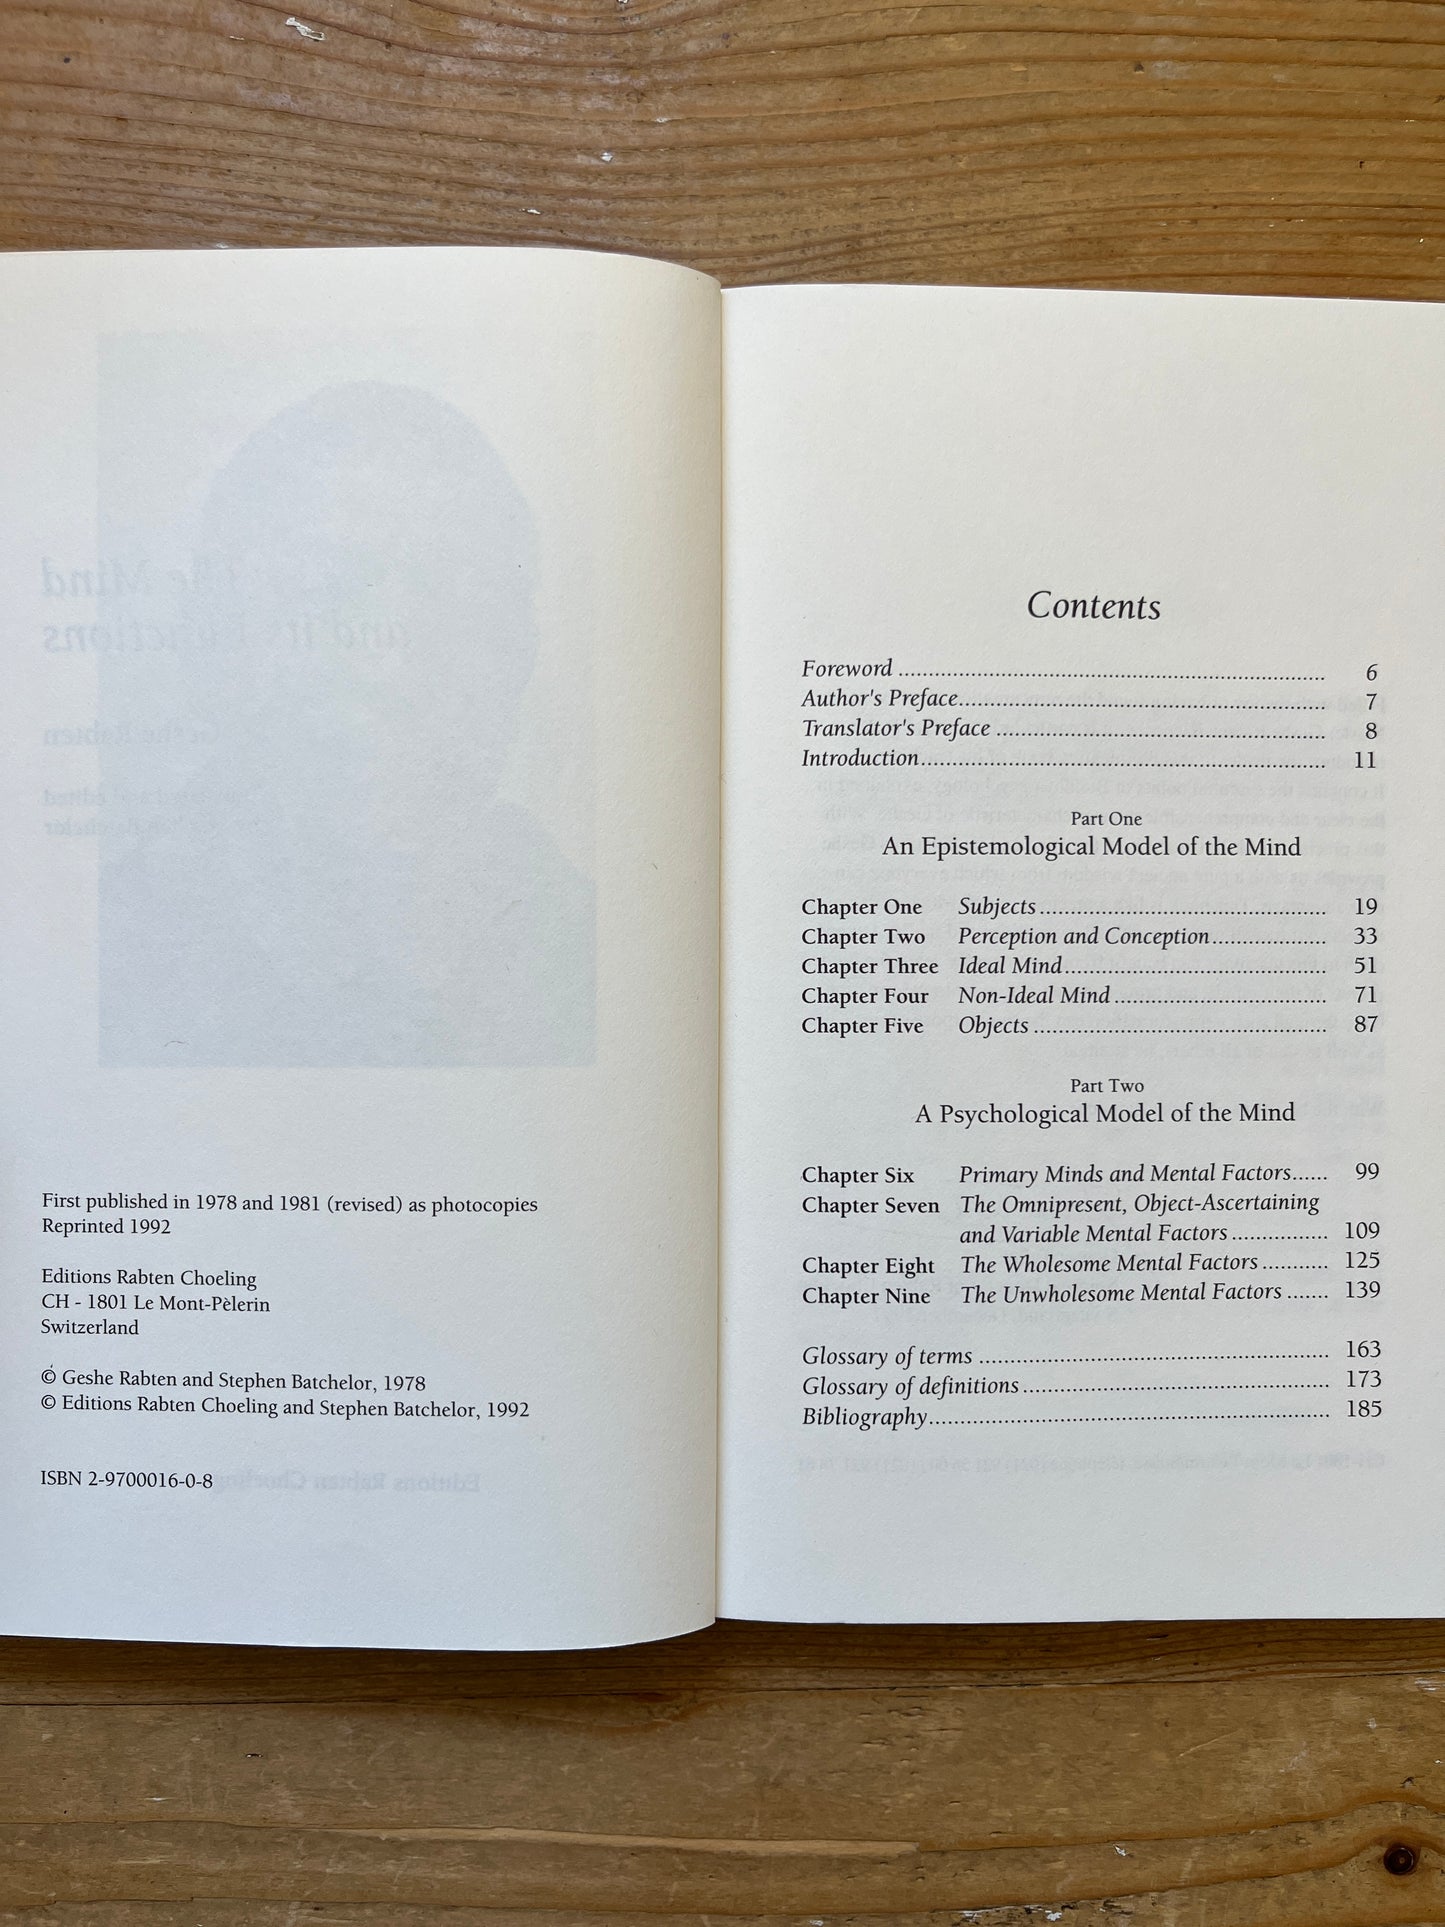 First published in 1978 and 1981 (revised) as photocopies
Reprinted 1992
Editions Rabten Choeling
CH - 1801 Le Mont-Pèlerin
Switzerland
© Geshe Rabten and Stephen Batchelor, 1978
© Editions Rabten Choeling and Stephen Batchelor, 1992
ISBN 2-9700016-0-8
Contents
Foreword ........ 6
Author's Preface ........ 7
Translator's Preface ........ 8
Introduction ........ 11
Part One
An Epistemological Model of the Mind
Chapter One Subjects ........ 19
Chapter Two Perception and Conception ........ 33
Chapter Three Ideal Mind ........ 51
Chapter Four Non-Ideal Mind ........ 71
Chapter Five Objects ........ 87
Part Two
A Psychological Model of the Mind
Chapter Six Primary Minds and Mental Factors ...... 99
Chapter Seven The Omnipresent, Object-Ascertaining
and Variable Mental Factors ........ 109
Chapter Eight The Wholesome Mental Factors ........ 125
Chapter Nine The Unwholesome Mental Factors ....... 139
Glossary of terms ........ 163
Glossary of definitions ........ 173
Bibliography ........ 185